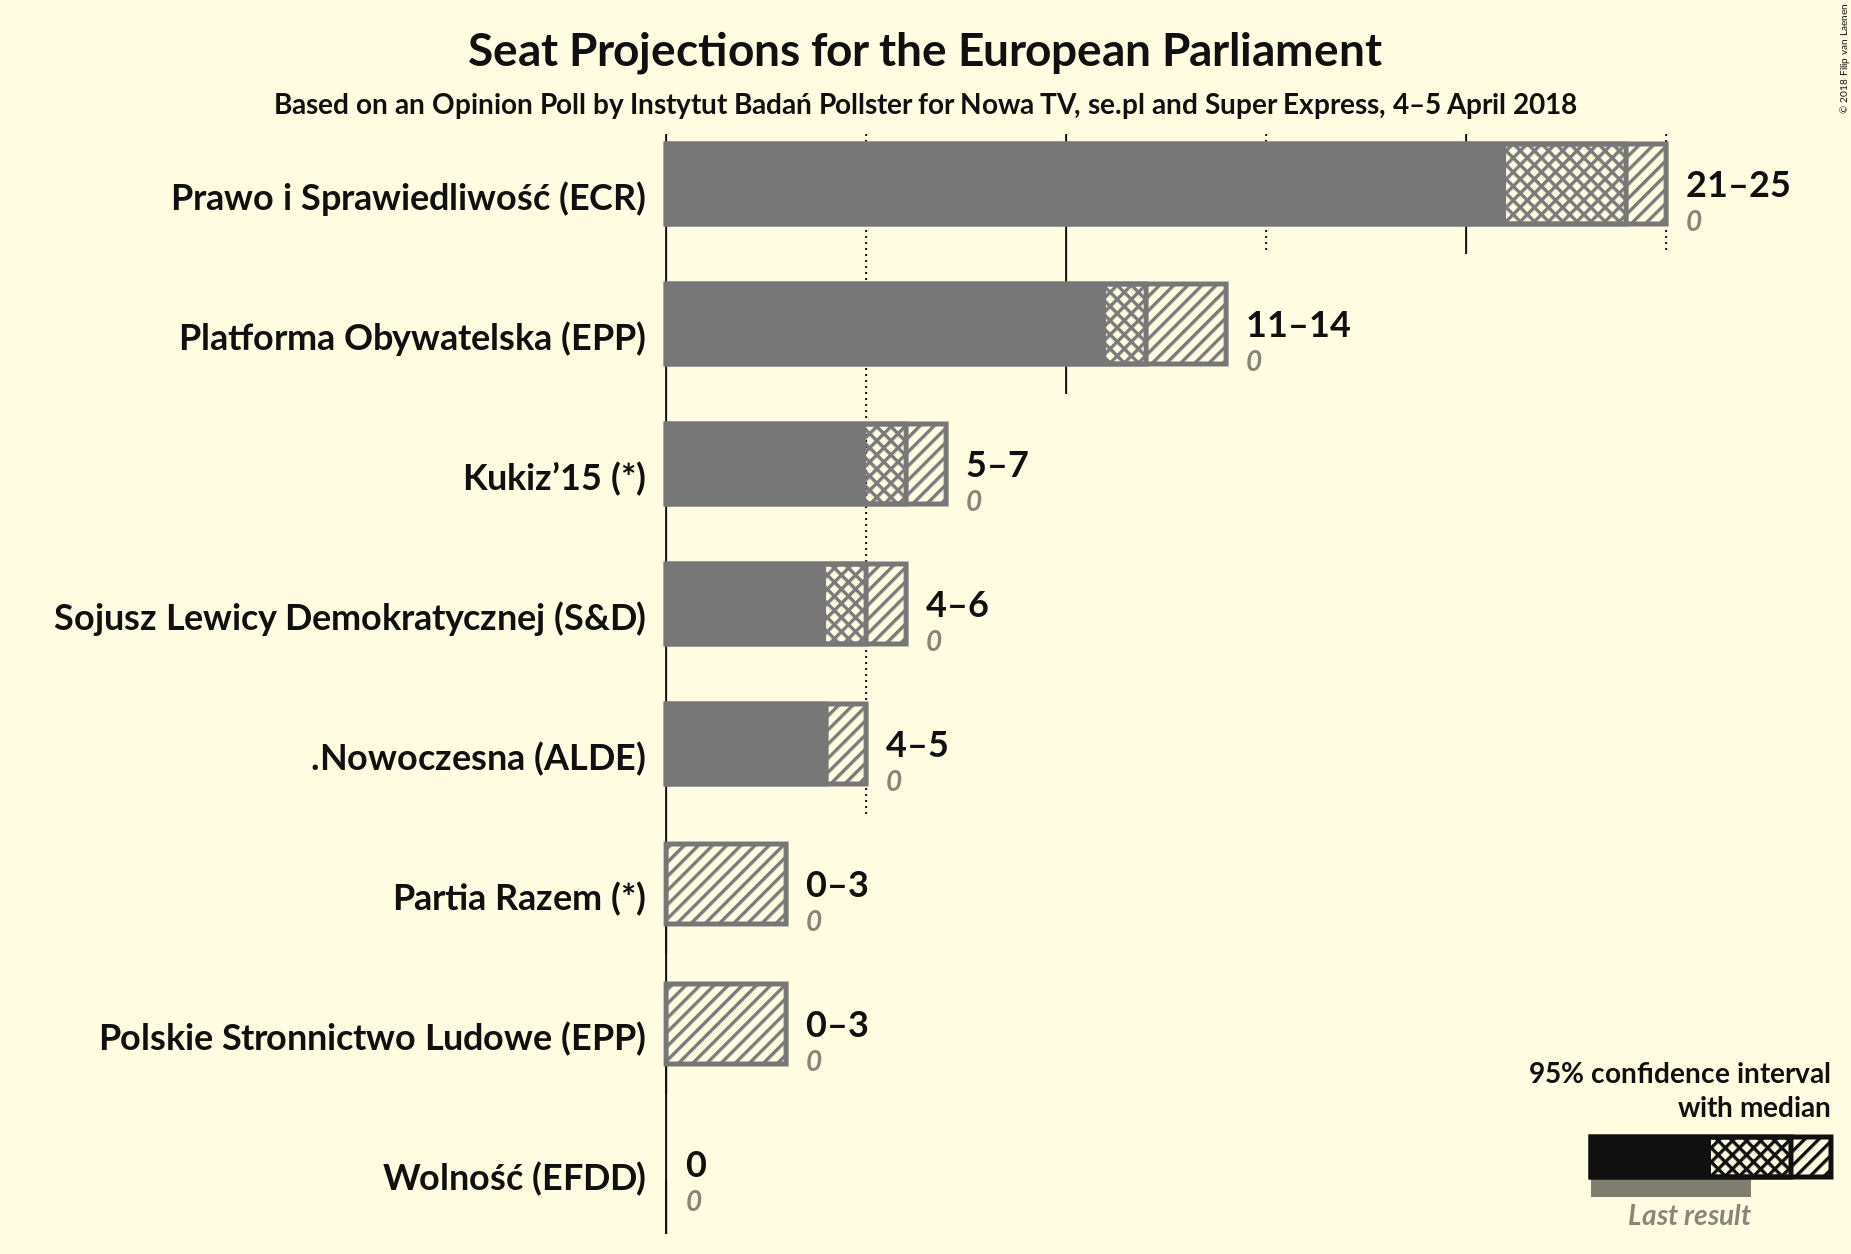 Seat Projections for the European Parliament
Based on an Opinion Poll by Instytut Badań Pollster for Nowa TV, se.pl and Super Express, 4–5 April 2018
© 2018 Filip van Laenen
Prawo i Sprawiedliwość (ECR)
21–25
0
Platforma Obywatelska (EPP)
11–14
0
Kukiz’15 (*)
5–7
0
Sojusz Lewicy Demokratycznej (S&D)
4–6
0
.Nowoczesna (ALDE)
4–5
0
Partia Razem (*)
0–3
0
Polskie Stronnictwo Ludowe (EPP)
0–3
0
Wolność (EFDD)
0
0
95% confidence interval
with median
Last result